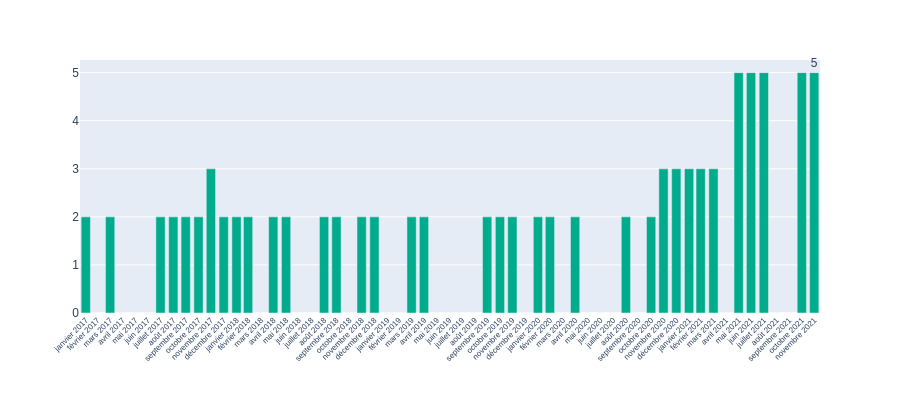 5
5
4
3
2
1
0
janvier 2017
février 2017
mars 2017
avril 2017
mai 2017
juin 2017
juillet 2017
août 2017
septembre 2017
octobre 2017
novembre 2017
décembre 2017
janvier 2018
février 2018
mars 2018
avril 2018
mai 2018
juin 2018
juillet 2018
août 2018
septembre 2018
octobre 2018
novembre 2018
décembre 2018
janvier 2019
février 2019
mars 2019
avril 2019
mai 2019
juin 2019
juillet 2019
août 2019
septembre 2019
octobre 2019
novembre 2019
décembre 2019
janvier 2020
février 2020
mars 2020
avril 2020
mai 2020
juin 2020
juillet 2020
août 2020
septembre 2020
octobre 2020
novembre 2020
décembre 2020
janvier 2021
février 2021
mars 2021
avril 2021
mai 2021
juin 2021
juillet 2021
août 2021
septembre 2021
octobre 2021
novembre 2021